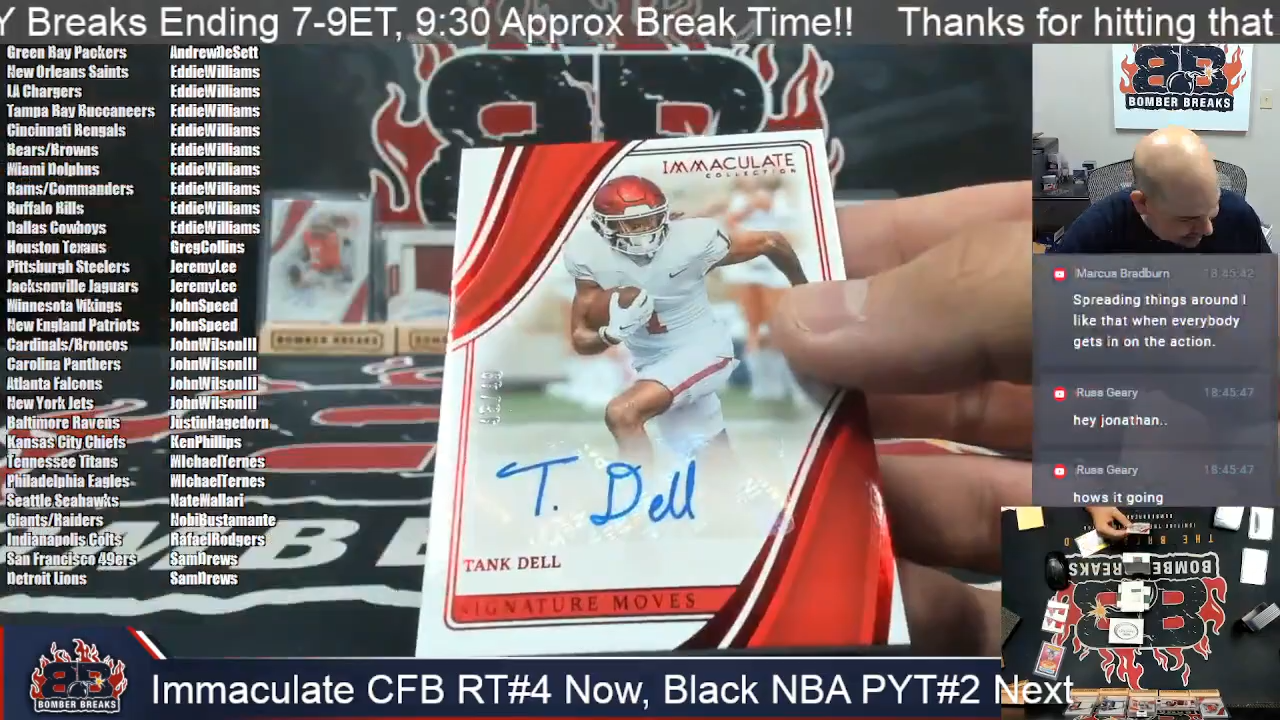 Y Breaks Ending 7-9ET, 9:30 Approx Break Time!! Thanks for hitting that
Green Bay Packers AndrewDeSett
New Orleans Saints EddieWilliams
LA Chargers EddieWilliams
Tampa Bay Buccaneers EddieWilliams
Cincinnati Bengals EddieWilliams
Bears/Browns EddieWilliams
Miami Dolphns EddieWilliams
Rams/Commanders EddieWilliams
Buffalo Bills EddieWilliams
Dallas Cowboys EddieWilliams
Houston Texans GregCollins
Pittsburgh Steelers JeremyLee
Jacksonville Jaguars JeremyLee
Minnesota Vikings JohnSpeed
New England Patriots JohnSpeed
Cardinals/Broncos JohnWilsonIII
Carolina Panthers JohnWilsonIII
Atlanta Falcons JohnWilsonIII
New York Jets JohnWilsonIII
Baltimore Ravens JustinHagedorn
Kansas City Chiefs KenPhillips
Tennessee Titans MIchaelTernes
Philadelphia Eagles MIchaelTernes
Seattle Seahawks NateMallari
Giants/Raiders NobiBustamante
Indianapolis Colts RafaelRodgers
San Francisco 49ers SamDrews
Detroit Lions SamDrews
IMMACULATE
COLLECTION
T. Dell
TANK DELL
SIGNATURE MOVES
BOMBER BREAKS
BB
BOMBER BREAKS
Marcus Bradburn 18:45:42
Spreading things around I
like that when everybody
gets in on the action.
Russ Geary 18:45:47
hey jonathan..
Russ Geary 18:45:47
hows it going
BOMBER BREAKS
BB
BOMBER BREAKS
Immaculate CFB RT#4 Now, Black NBA PYT#2 Next